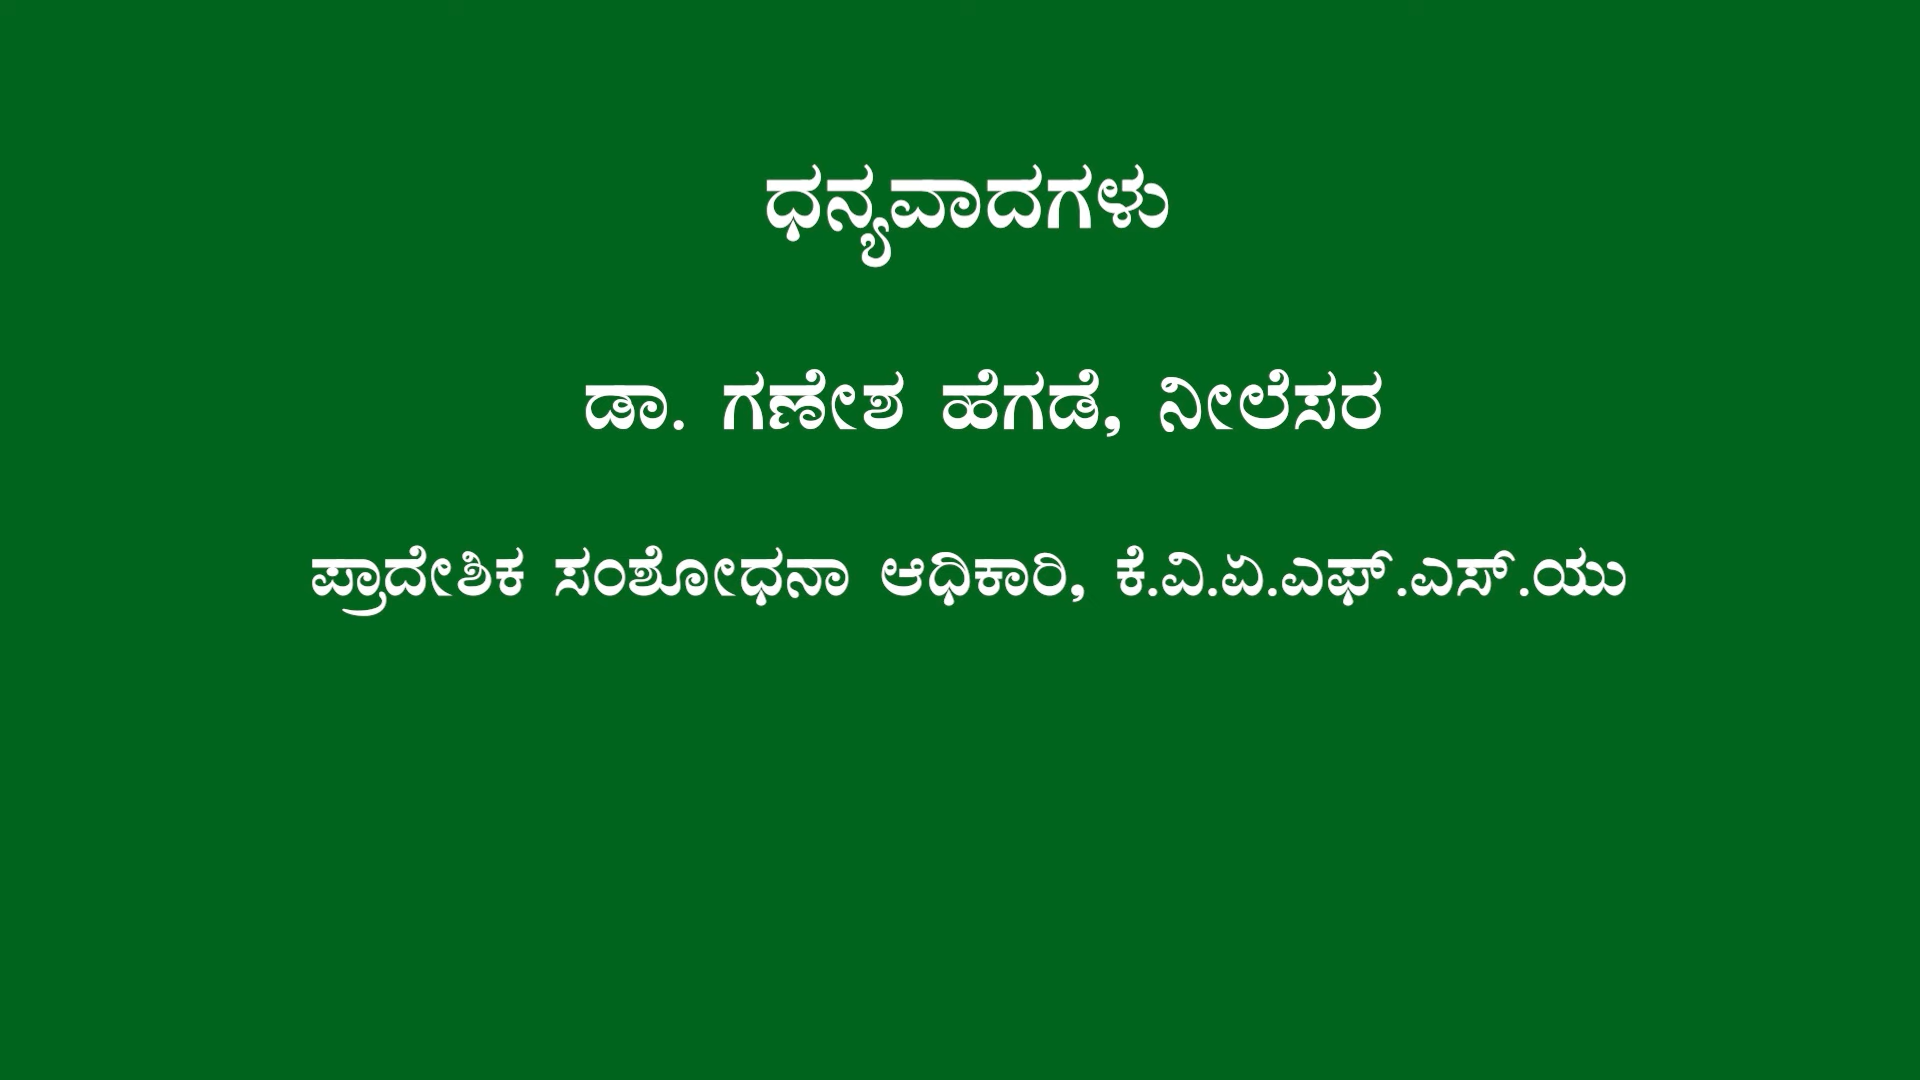 ಧನ್ಯವಾದಗಳು
ಡಾ. ಗಣೇಶ ಹೆಗಡೆ, ನೀಲೆಸರ
ಪ್ರಾದೇಶಿಕ ಸಂಶೋಧನಾ ಆಧಿಕಾರಿ, ಕೆ.ವಿ.ಏ.ಎಫ್.ಎಸ್.ಯು